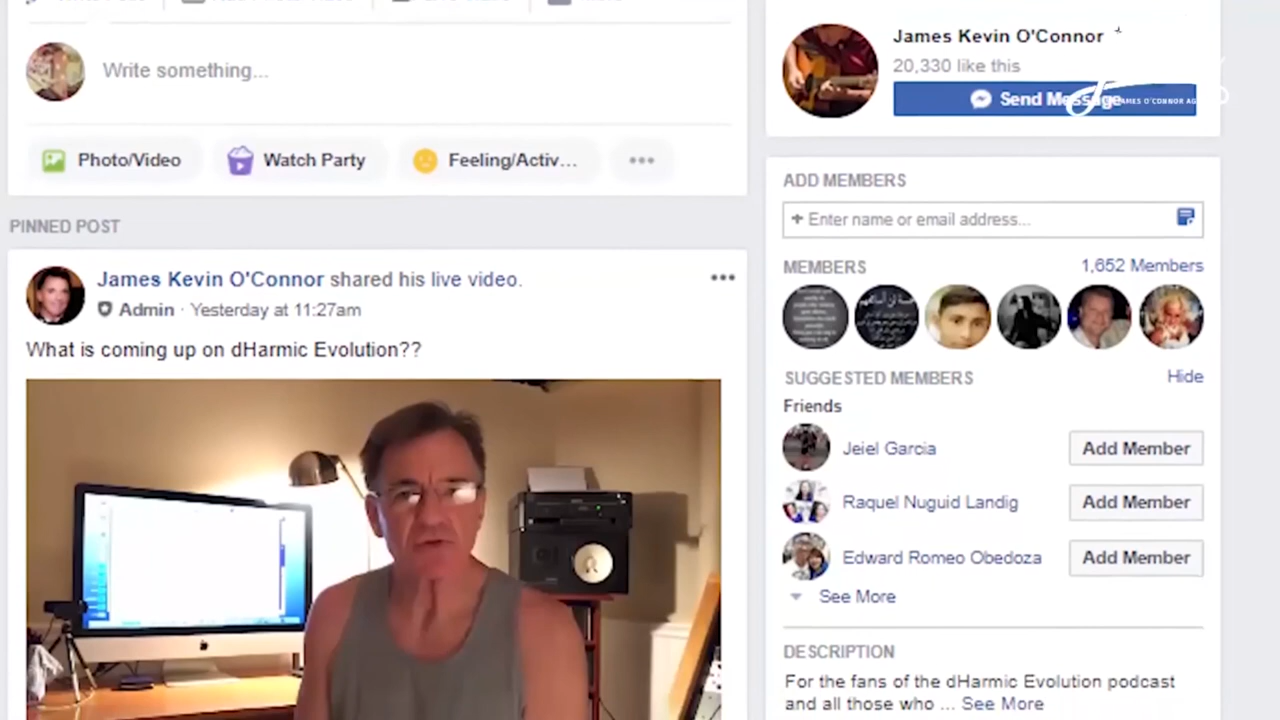 Write something...
Photo/Video
Watch Party
Feeling/Activ...
PINNED POST
James Kevin O'Connor shared his live video.
Admin · Yesterday at 11:27am
What is coming up on dHarmic Evolution??
James Kevin O'Connor
20,330 like this
Send Message
ADD MEMBERS
+ Enter name or email address...
MEMBERS
1,652 Members
SUGGESTED MEMBERS
Hide
Friends
Jeiel Garcia
Add Member
Raquel Nuguid Landig
Add Member
Edward Romeo Obedoza
Add Member
See More
DESCRIPTION
For the fans of the dHarmic Evolution podcast
and all those who ... See More